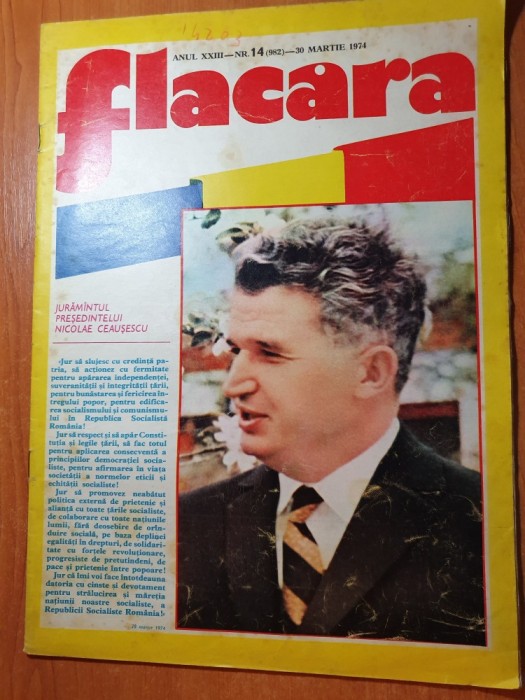 ANUL XXIII—NR. 14 (982)—30 MARTIE 1974
flacara
JURĂMÎNTUL
PREȘEDINTELUI
NICOLAE CEAUȘESCU
«Jur să slujesc cu credință pa-
tria, să acționez cu fermitate
pentru apărarea independenței,
suveranității și integrității țării,
pentru bunăstarea și fericirea în-
tregului popor, pentru edifica-
rea socialismului și comunismu-
lui în Republica Socialistă
România!
Jur să respect și să apăr Consti-
tuția și legile țării, să fac totul
pentru aplicarea consecventă a
principiilor democrației socia-
liste, pentru afirmarea în viața
societății a normelor eticii și
echității socialiste!
Jur să promovez neabătut
politica externă de prietenie și
alianță cu toate țările socialiste,
de colaborare cu toate națiunile
lumii, fără deosebire de orîn-
duire socială, pe baza deplinei
egalități în drepturi, de solidari-
tate cu forțele revoluționare,
progresiste de pretutindeni, de
pace și prietenie între popoare!
Jur că îmi voi face întotdeauna
datoria cu cinste și devotament
pentru strălucirea și măreția
națiunii noastre socialiste, a
Republicii Socialiste România!»
28 martie 1974